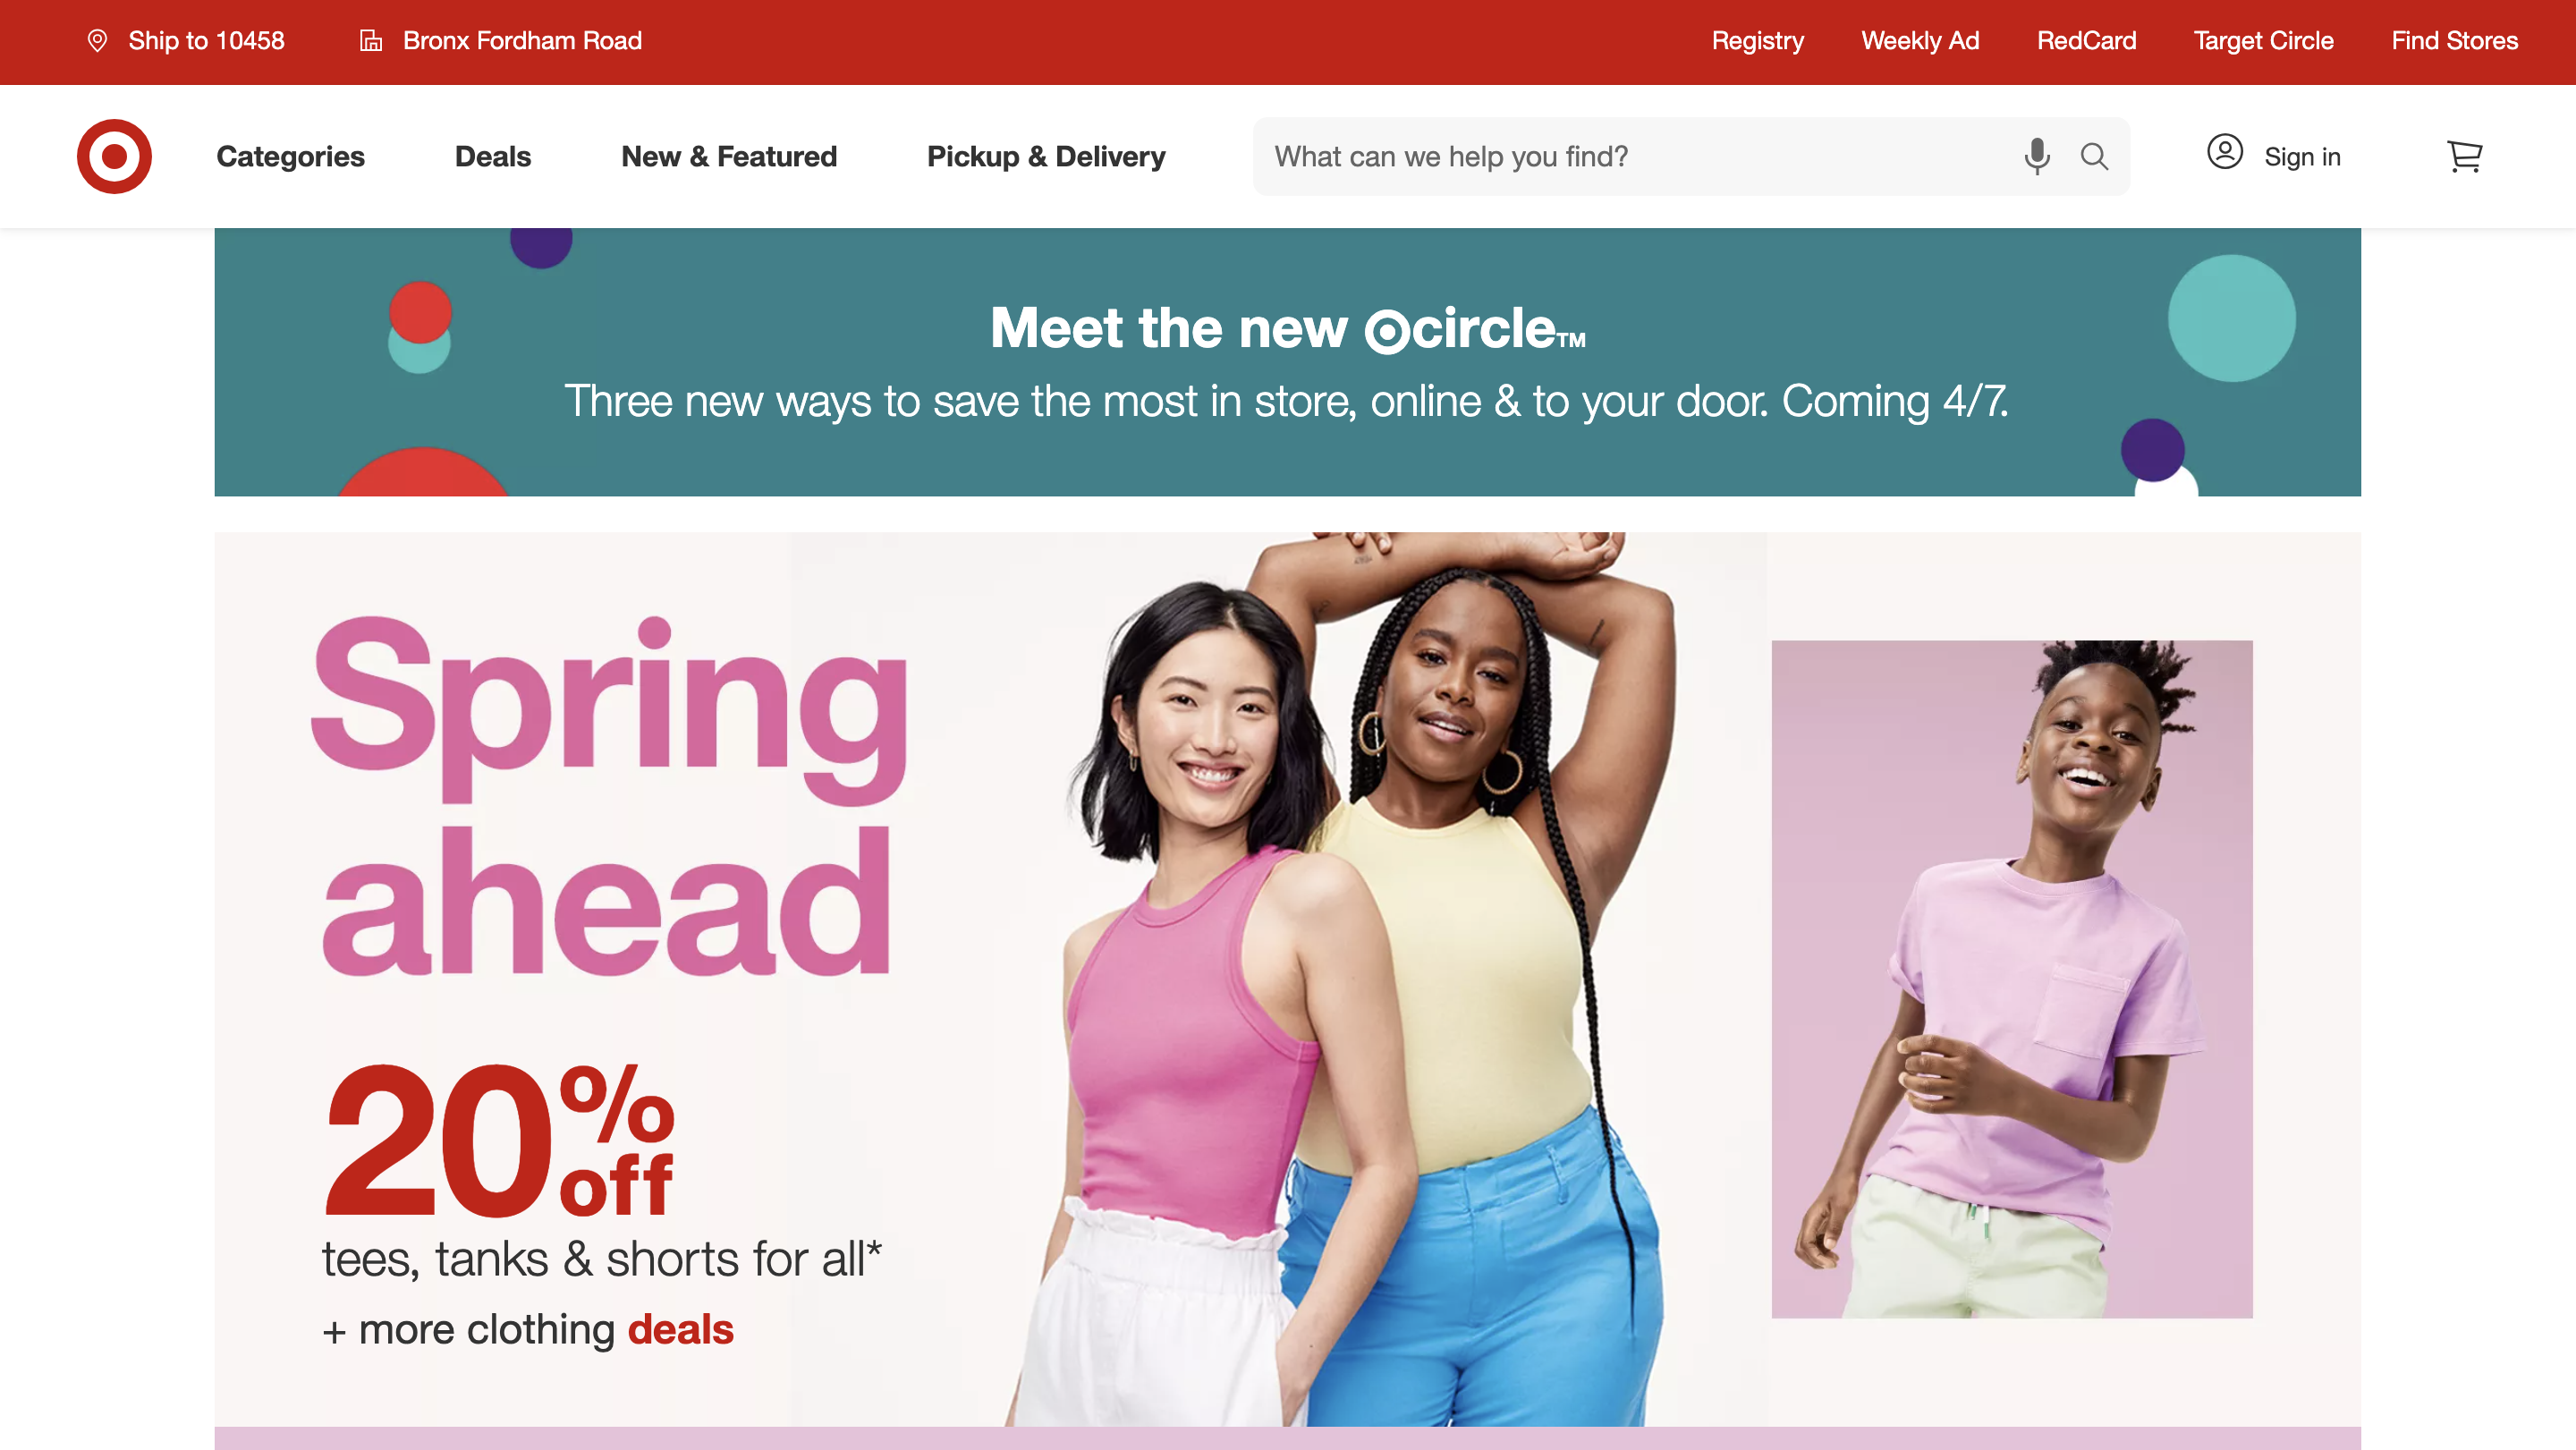 Ship to 10458 Bronx Fordham Road Registry Weekly Ad RedCard Target Circle Find Stores
Categories Deals New & Featured Pickup & Delivery What can we help you find? Sign in
Meet the new circle™
Three new ways to save the most in store, online & to your door. Coming 4/7.
Spring
ahead
20% off
tees, tanks & shorts for all*
+ more clothing deals